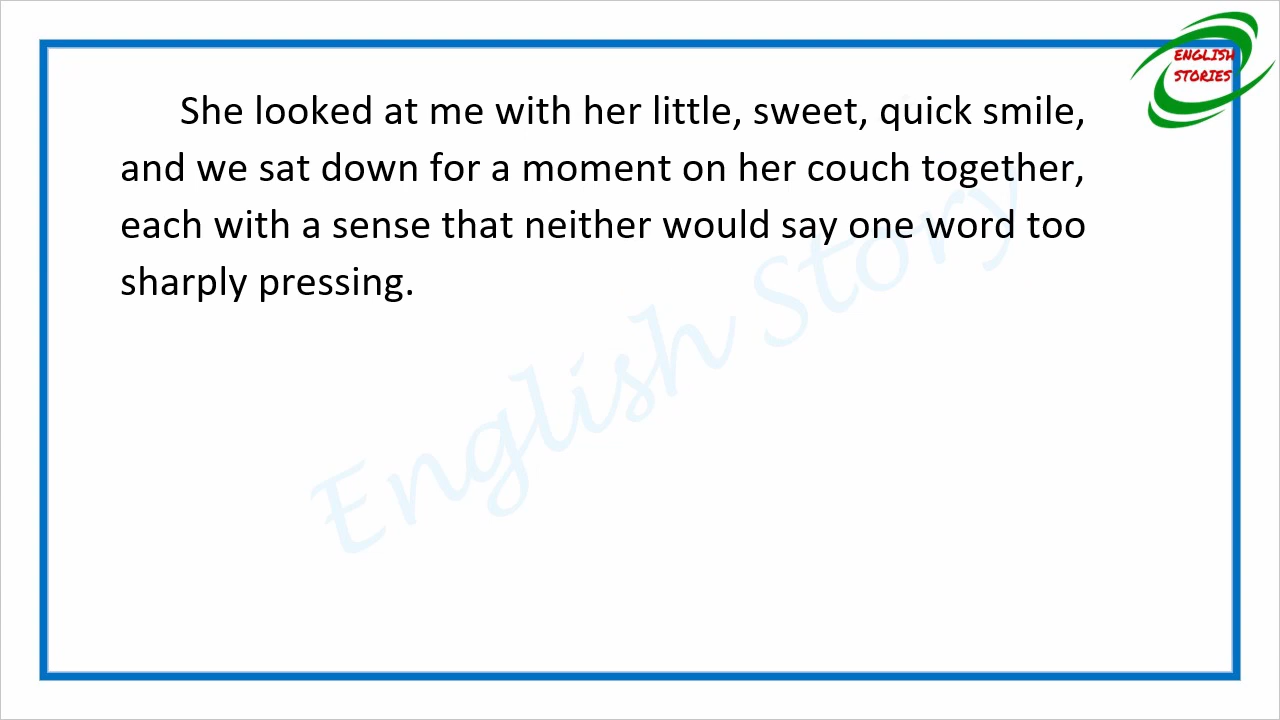 ENGLISH
STORIES
She looked at me with her little, sweet, quick smile,
and we sat down for a moment on her couch together,
each with a sense that neither would say one word too
sharply pressing.
English Story